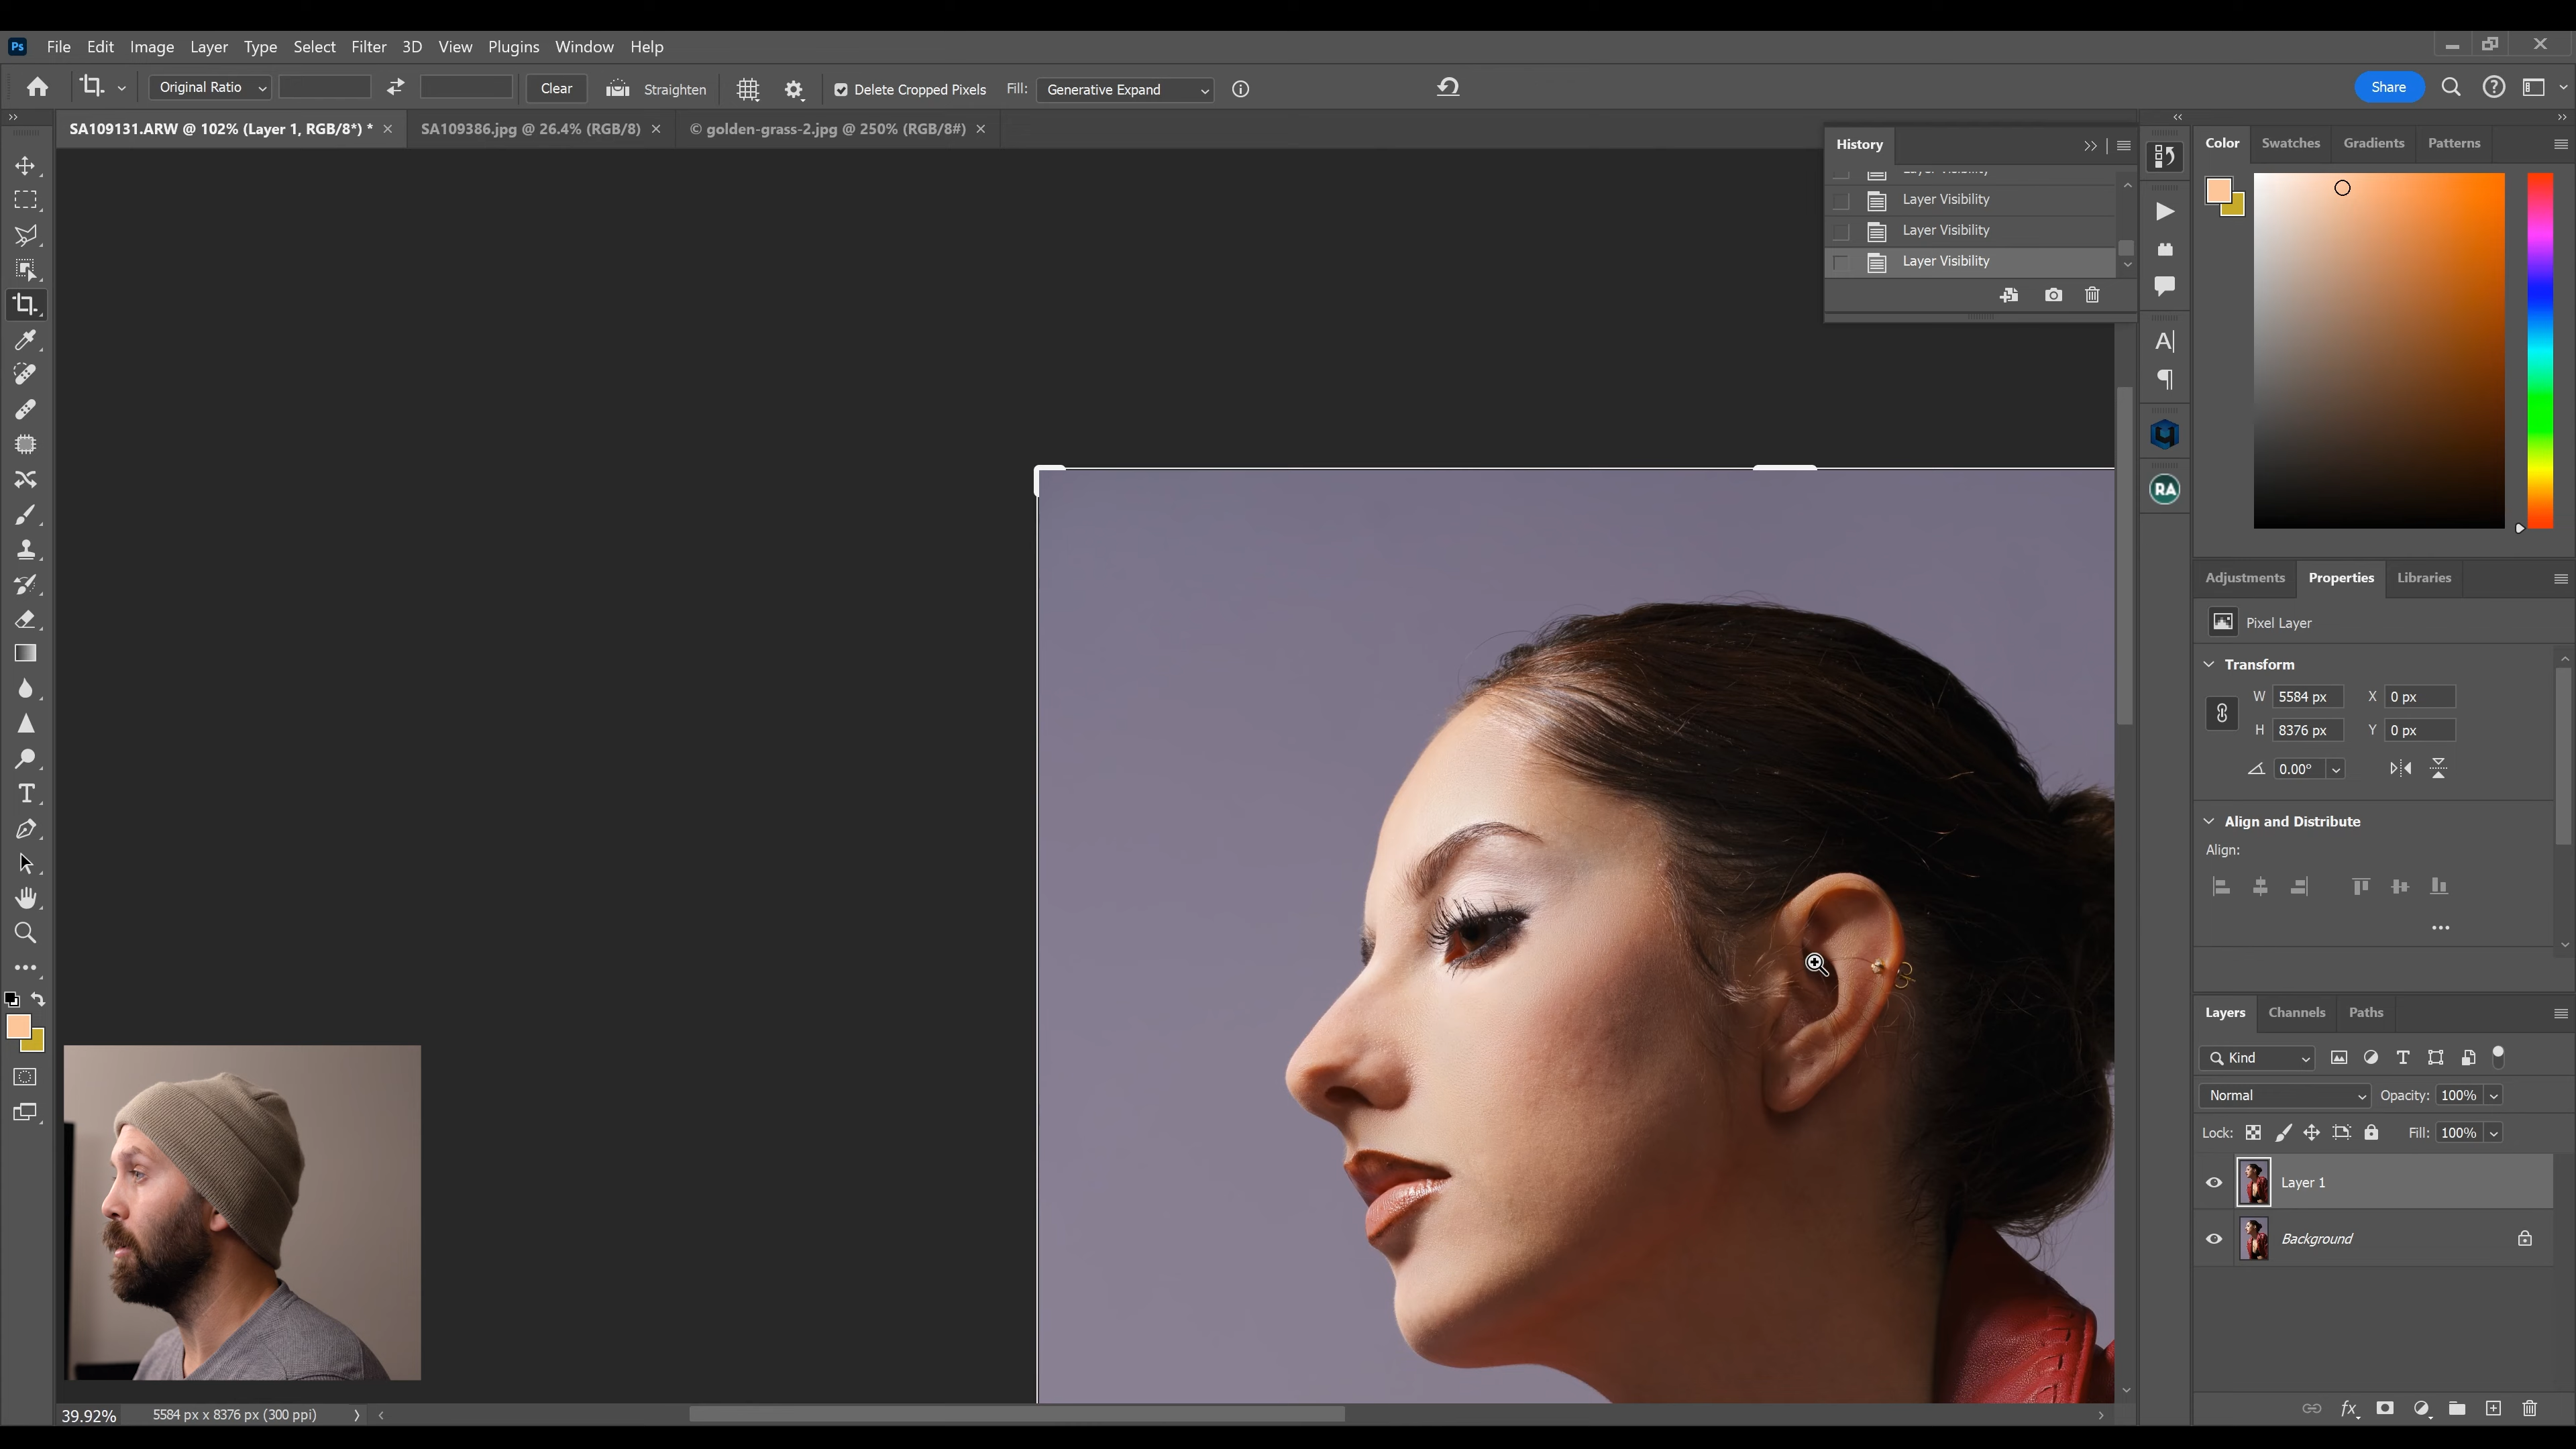 Ps File Edit Image Layer Type Select Filter 3D View Plugins Window Help
Original Ratio Clear Straighten Delete Cropped Pixels Fill: Generative Expand Share
SA109131.ARW @ 102% (Layer 1, RGB/8*) * SA109386.jpg @ 26.4% (RGB/8) © golden-grass-2.jpg @ 250% (RGB/8#)
History
Layer Visibility
Layer Visibility
Layer Visibility
Layer Visibility
RA
Color Swatches Gradients Patterns
Adjustments Properties Libraries
Pixel Layer
Transform
W 5584 px X 0 px
H 8376 px Y 0 px
0.00°
Align and Distribute
Align:
Layers Channels Paths
Kind
Normal Opacity: 100%
Lock: Fill: 100%
Layer 1
Background
fx
39.92% 5584 px x 8376 px (300 ppi)